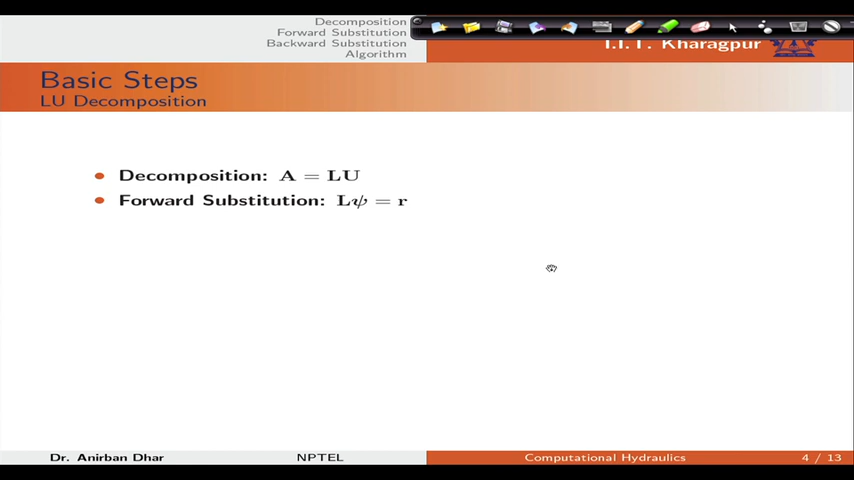 Decomposition
Forward Substitution
Backward Substitution
Algorithm
I.I.T. Kharagpur
Basic Steps
LU Decomposition
• Decomposition: A = LU
• Forward Substitution: Lψ = r
Dr. Anirban Dhar NPTEL Computational Hydraulics 4 / 13